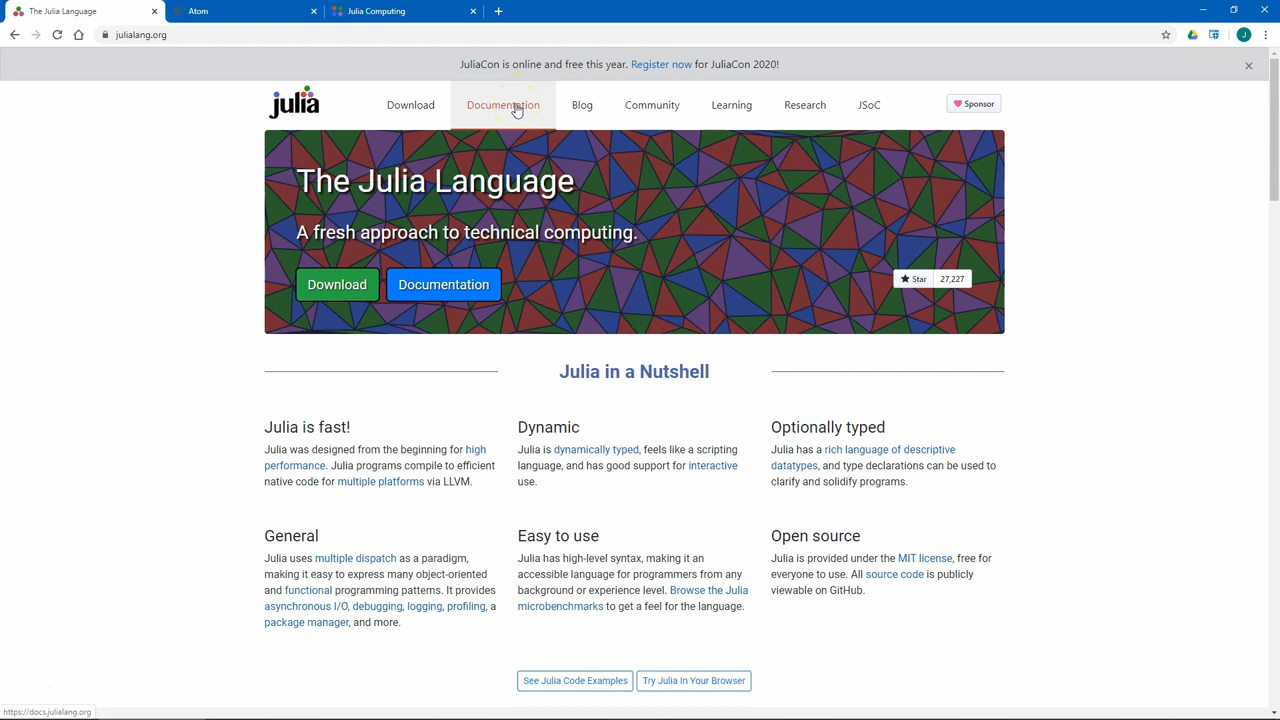 The Julia Language
Atom
Julia Computing
julialang.org
J
JuliaCon is online and free this year. Register now for JuliaCon 2020!
julia
Download
Documentation
Blog
Community
Learning
Research
JSoC
Sponsor
The Julia Language
A fresh approach to technical computing.
Download
Documentation
Star
27,227
Julia in a Nutshell
Julia is fast!
Julia was designed from the beginning for high
performance. Julia programs compile to efficient
native code for multiple platforms via LLVM.
Dynamic
Julia is dynamically typed, feels like a scripting
language, and has good support for interactive
use.
Optionally typed
Julia has a rich language of descriptive
datatypes, and type declarations can be used to
clarify and solidify programs.
General
Julia uses multiple dispatch as a paradigm,
making it easy to express many object-oriented
and functional programming patterns. It provides
asynchronous I/O, debugging, logging, profiling, a
package manager, and more.
Easy to use
Julia has high-level syntax, making it an
accessible language for programmers from any
background or experience level. Browse the Julia
microbenchmarks to get a feel for the language.
Open source
Julia is provided under the MIT license, free for
everyone to use. All source code is publicly
viewable on GitHub.
See Julia Code Examples
Try Julia In Your Browser
https://docs.julialang.org